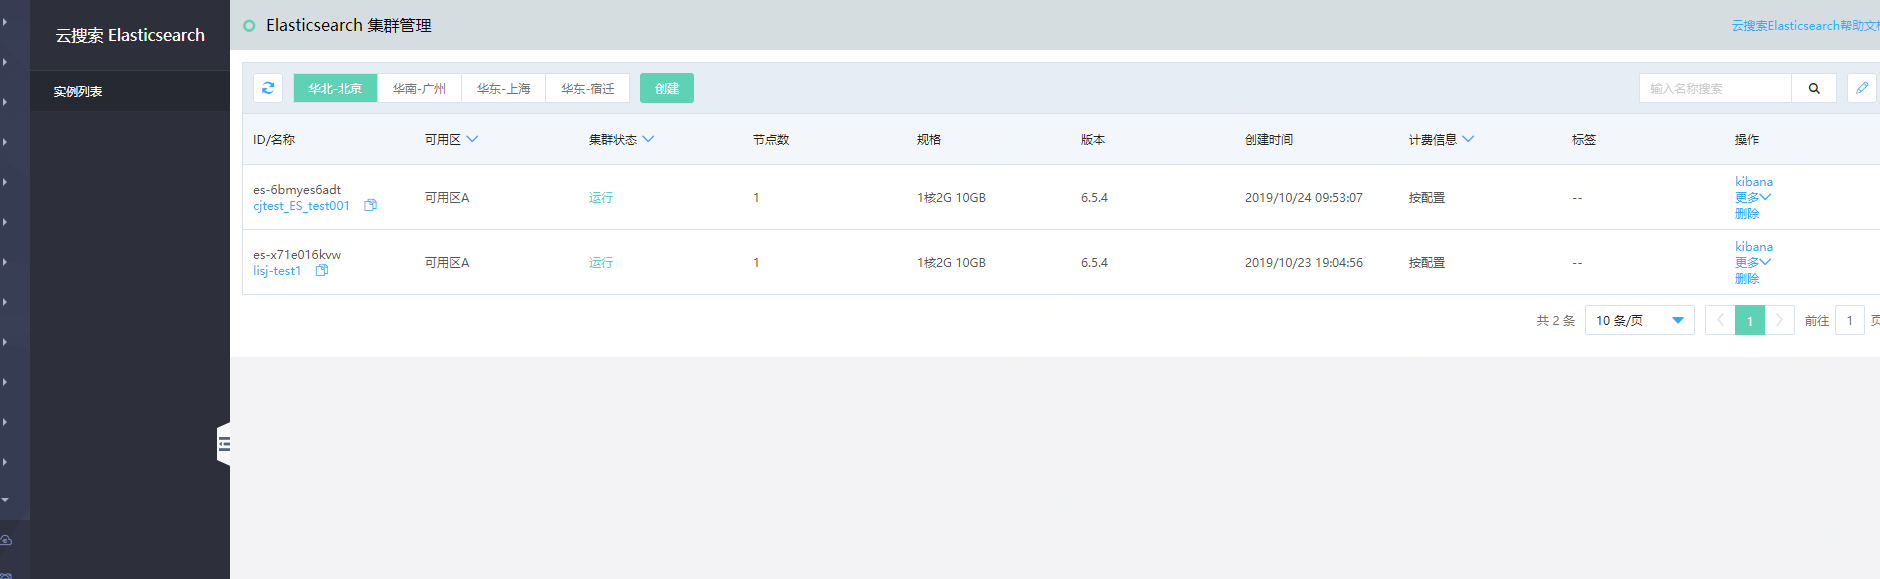 云搜索 Elasticsearch
实例列表
Elasticsearch 集群管理
云搜索Elasticsearch帮助文
华北-北京 华南-广州 华东-上海 华东-宿迁 创建 输入名称搜索
ID/名称 可用区 集群状态 节点数 规格 版本 创建时间 计费信息 标签 操作
es-6bmyes6adt
cjtest_ES_test001
可用区A 运行 1 1核2G 10GB 6.5.4 2019/10/24 09:53:07 按配置 --
kibana
更多
删除
es-x71e016kvw
lisj-test1
可用区A 运行 1 1核2G 10GB 6.5.4 2019/10/23 19:04:56 按配置 --
kibana
更多
删除
共 2 条 10 条/页 1 前往 1